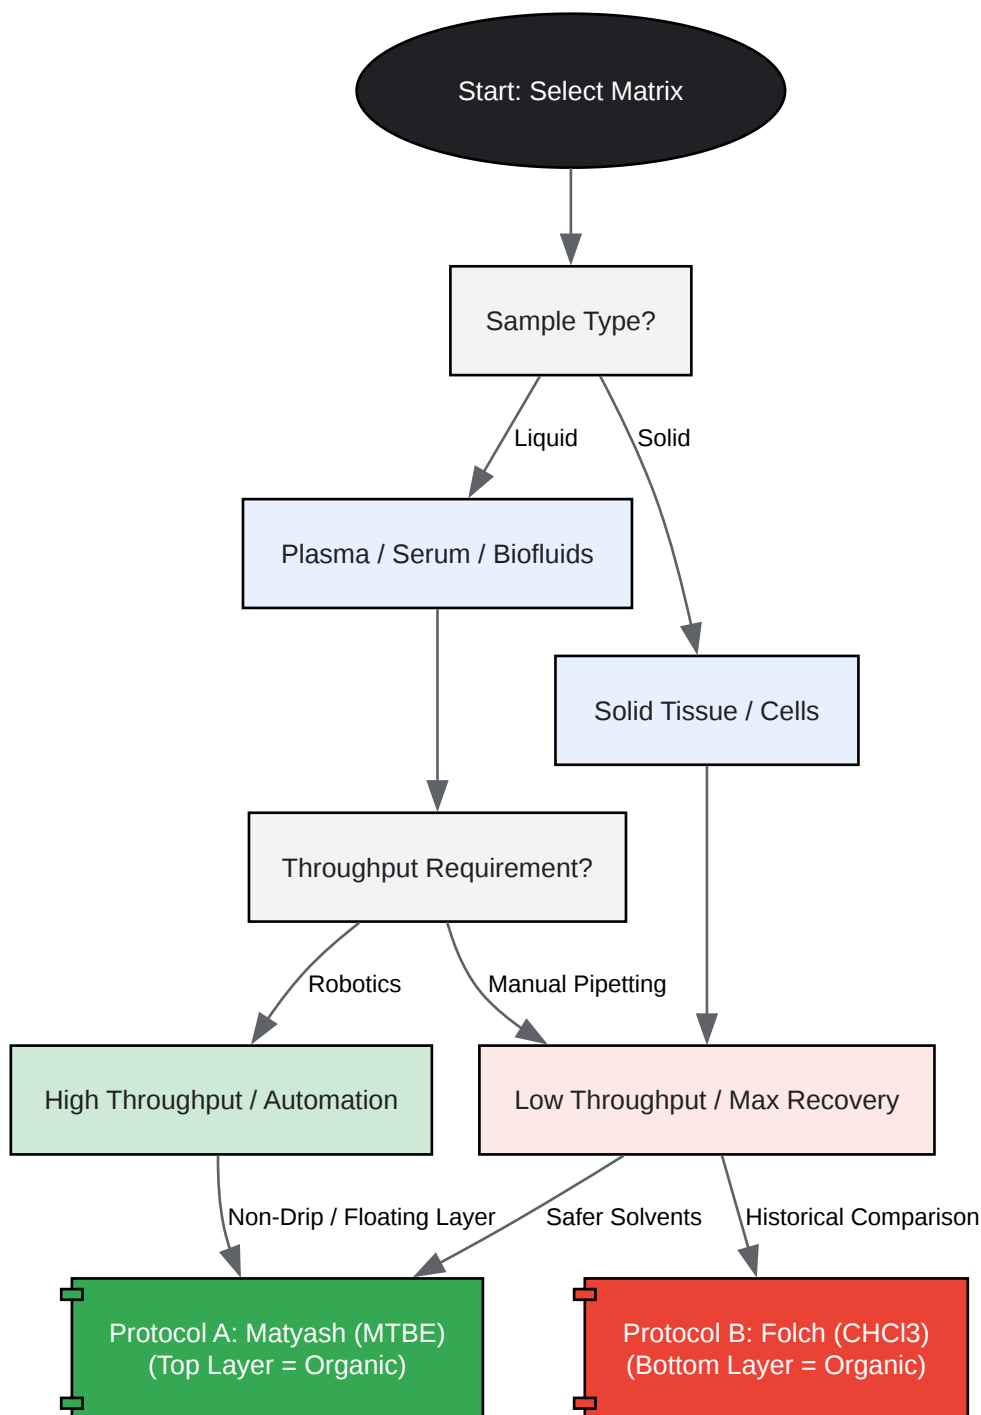 Start: Select Matrix
Sample Type?
Liquid
Solid
Plasma / Serum / Biofluids
Solid Tissue / Cells
Throughput Requirement?
Robotics
Manual Pipetting
High Throughput / Automation
Low Throughput / Max Recovery
Non-Drip / Floating Layer
Safer Solvents
Historical Comparison
Protocol A: Matyash (MTBE)
(Top Layer = Organic)
Protocol B: Folch (CHCl3)
(Bottom Layer = Organic)